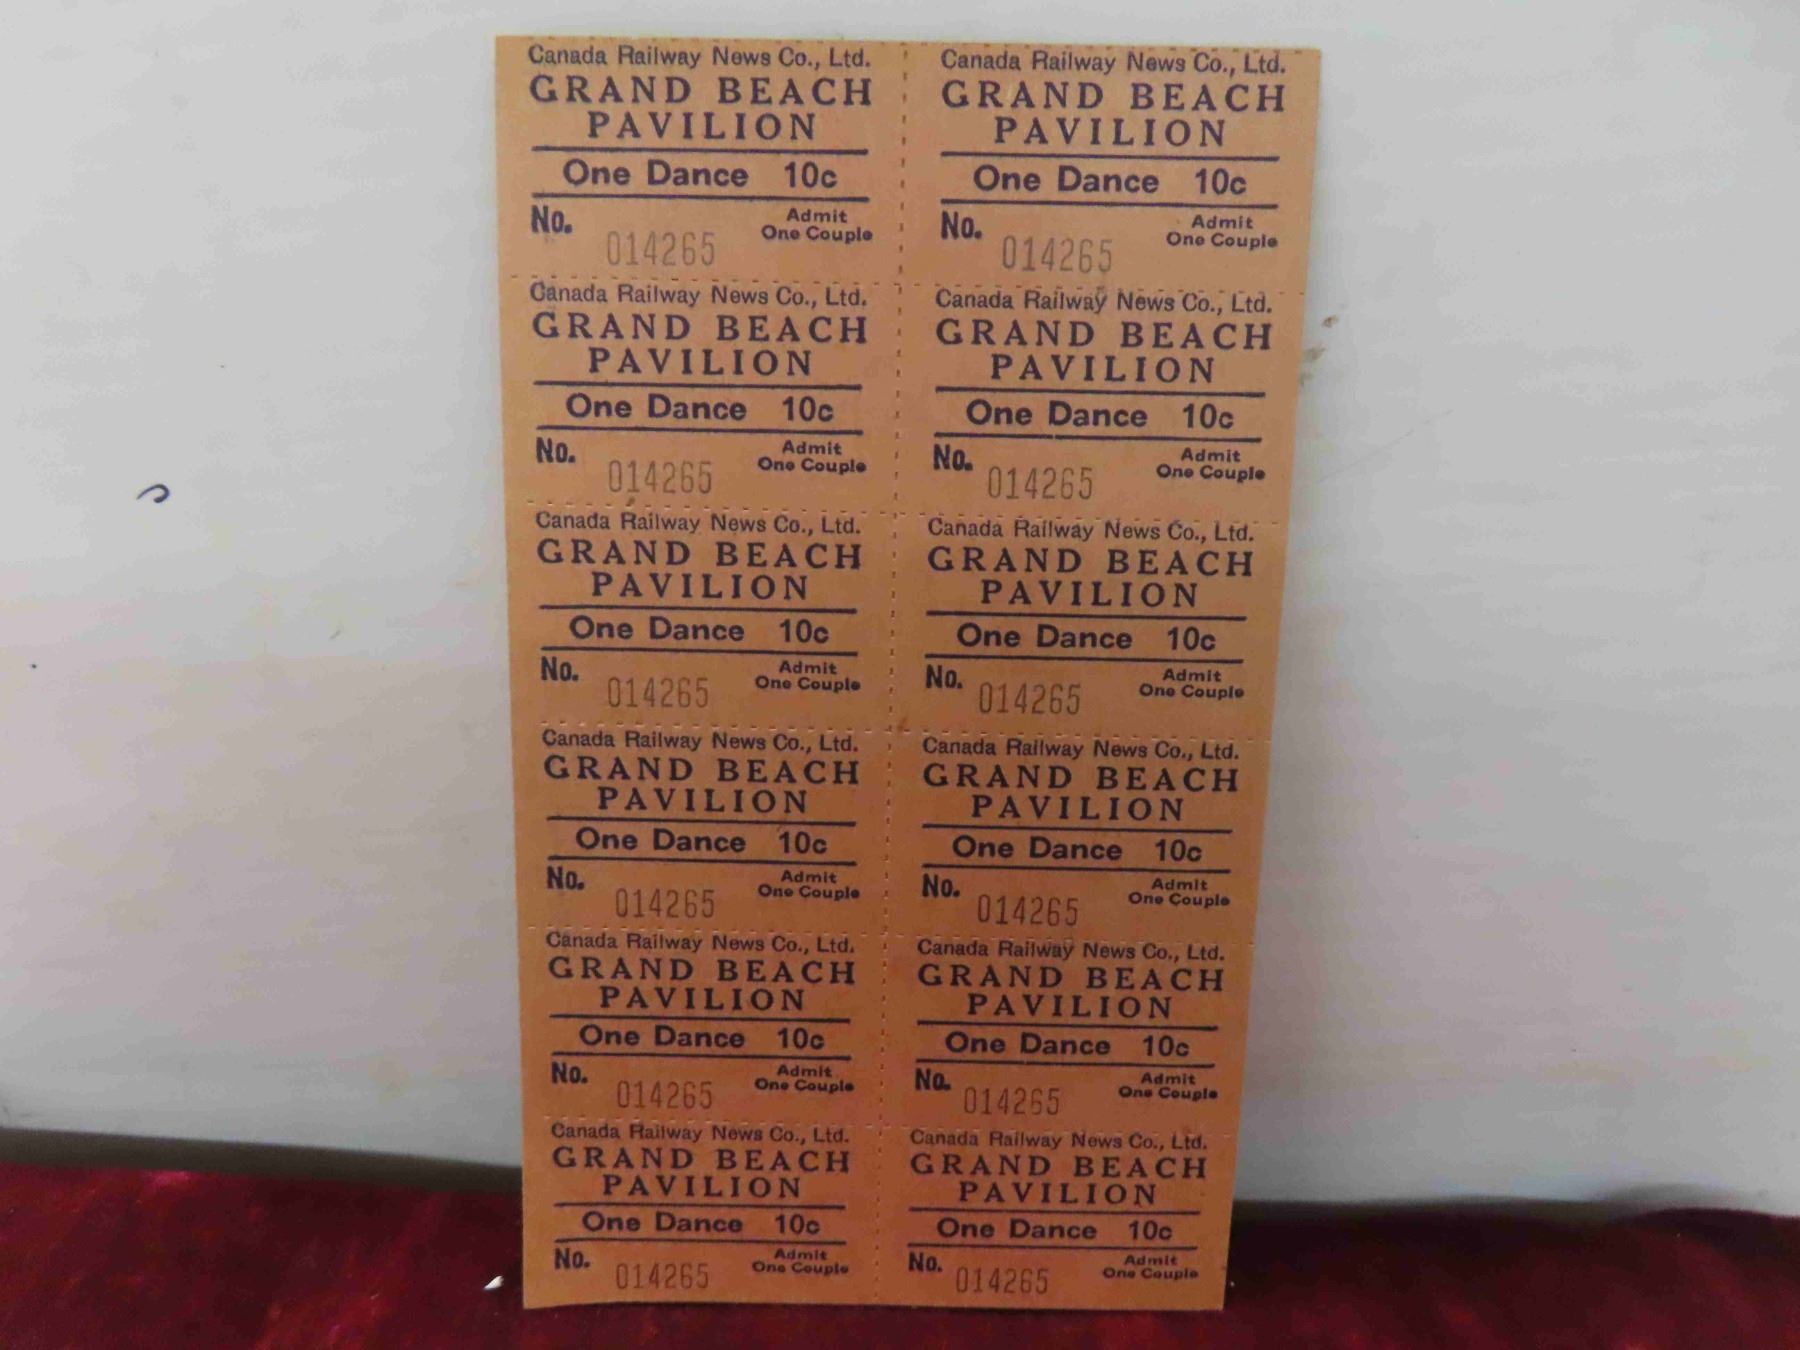 Canada Railway News Co., Ltd.
GRAND BEACH
PAVILION
One Dance 10c
No. 014265
Admit
One Couple
Canada Railway News Co., Ltd.
GRAND BEACH
PAVILION
One Dance 10c
No. 014265
Admit
One Couple
Canada Railway News Co., Ltd.
GRAND BEACH
PAVILION
One Dance 10c
No. 014265
Admit
One Couple
Canada Railway News Co., Ltd.
GRAND BEACH
PAVILION
One Dance 10c
No. 014265
Admit
One Couple
Canada Railway News Co., Ltd.
GRAND BEACH
PAVILION
One Dance 10c
No. 014265
Admit
One Couple
Canada Railway News Co., Ltd.
GRAND BEACH
PAVILION
One Dance 10c
No. 014265
Admit
One Couple
Canada Railway News Co., Ltd.
GRAND BEACH
PAVILION
One Dance 10c
No. 014265
Admit
One Couple
Canada Railway News Co., Ltd.
GRAND BEACH
PAVILION
One Dance 10c
No. 014265
Admit
One Couple
Canada Railway News Co., Ltd.
GRAND BEACH
PAVILION
One Dance 10c
No. 014265
Admit
One Couple
Canada Railway News Co., Ltd.
GRAND BEACH
PAVILION
One Dance 10c
No. 014265
Admit
One Couple
Canada Railway News Co., Ltd.
GRAND BEACH
PAVILION
One Dance 10c
No. 014265
Admit
One Couple
Canada Railway News Co., Ltd.
GRAND BEACH
PAVILION
One Dance 10c
No. 014265
Admit
One Couple